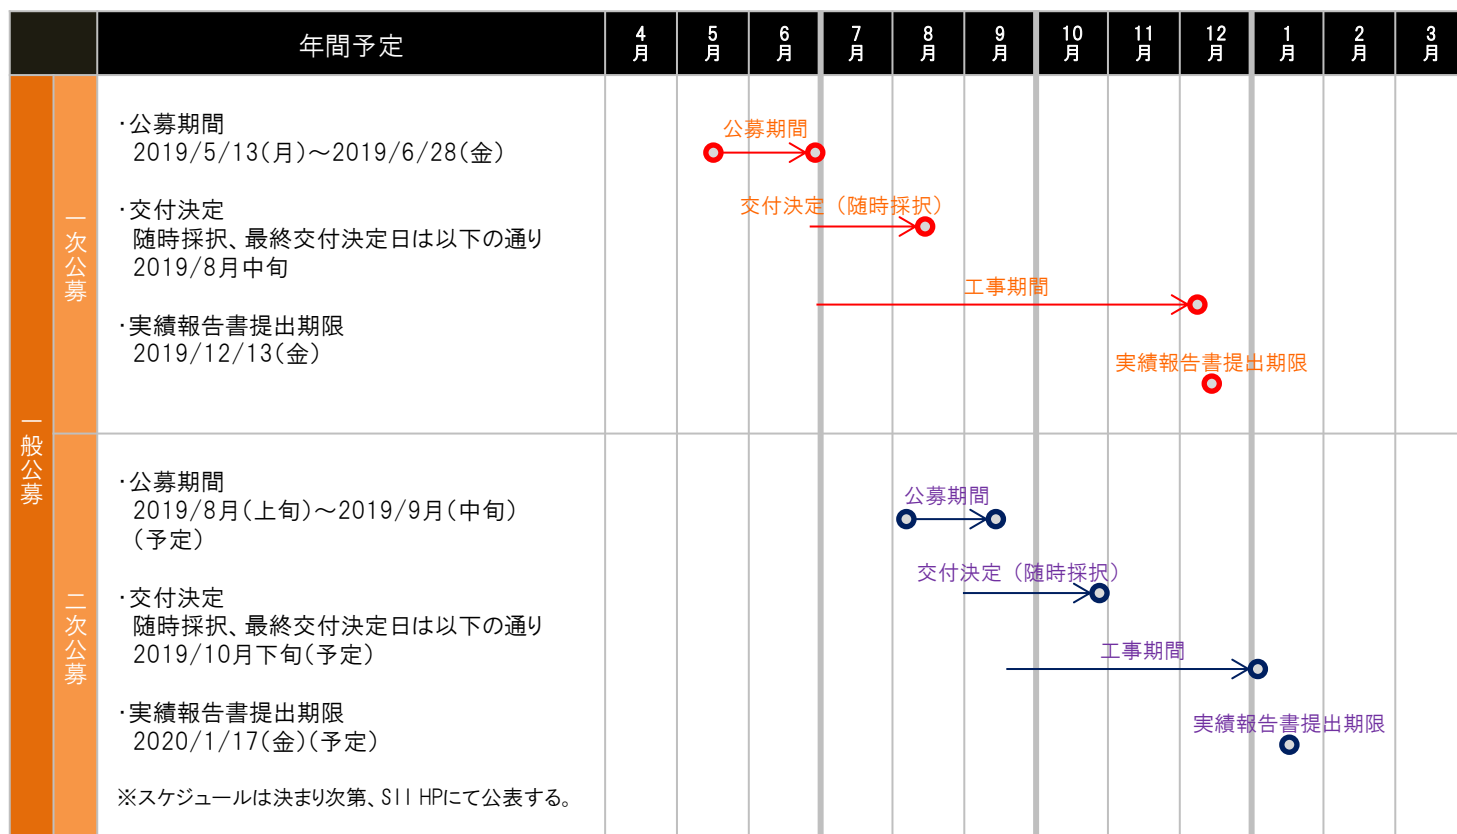 年間予定
4月
5月
6月
7月
8月
9月
10月
11月
12月
1月
2月
3月
一般公募
一次公募
・公募期間
2019/5/13(月)～2019/6/28(金)
・交付決定
随時採択、最終交付決定日は以下の通り
2019/8月中旬
・実績報告書提出期限
2019/12/13(金)
公募期間
交付決定（随時採択）
工事期間
実績報告書提出期限
二次公募
・公募期間
2019/8月(上旬)～2019/9月(中旬)
(予定)
・交付決定
随時採択、最終交付決定日は以下の通り
2019/10月下旬(予定)
・実績報告書提出期限
2020/1/17(金)(予定)
※スケジュールは決まり次第、SII HPにて公表する。
公募期間
交付決定（随時採択）
工事期間
実績報告書提出期限